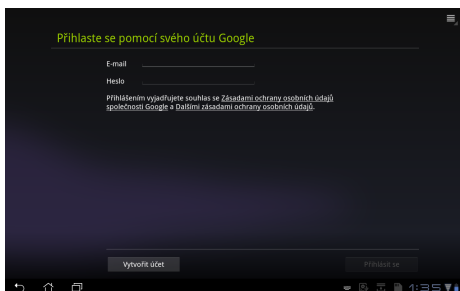 Přihlaste se pomocí svého účtu Google
E-mail
Heslo
Přihlášením vyjadřujete souhlas se Zásadami ochrany osobních údajů
společnosti Google a Dalšími zásadami ochrany osobních údajů.
Vytvořit účet
Přihlásit se
1:35